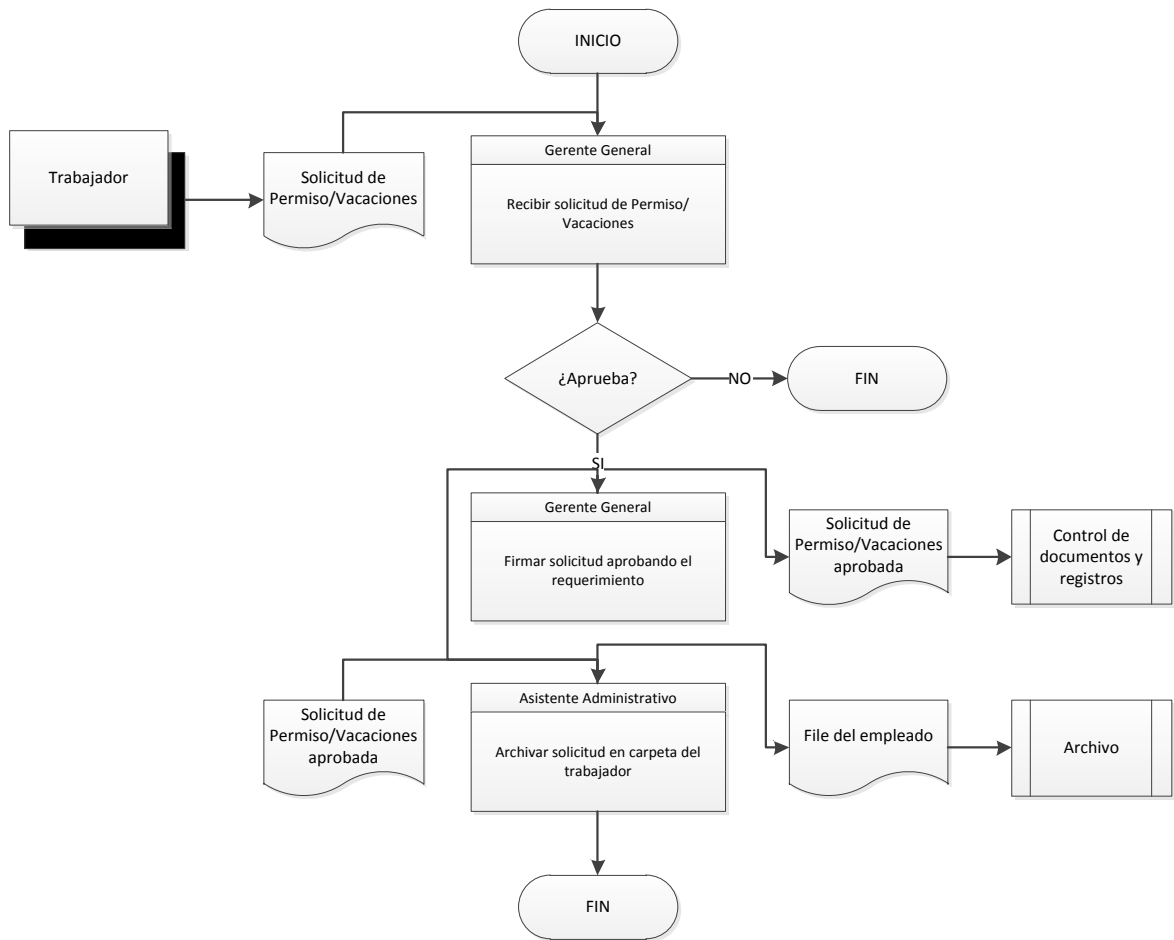 INICIO
Trabajador
Solicitud de
Permiso/Vacaciones
Gerente General
Recibir solicitud de Permiso/
Vacaciones
¿Aprueba?
NO
FIN
SI
Gerente General
Firmar solicitud aprobando el
requerimiento
Solicitud de
Permiso/Vacaciones
aprobada
Control de
documentos y
registros
Solicitud de
Permiso/Vacaciones
aprobada
Asistente Administrativo
Archivar solicitud en carpeta del
trabajador
File del empleado
Archivo
FIN